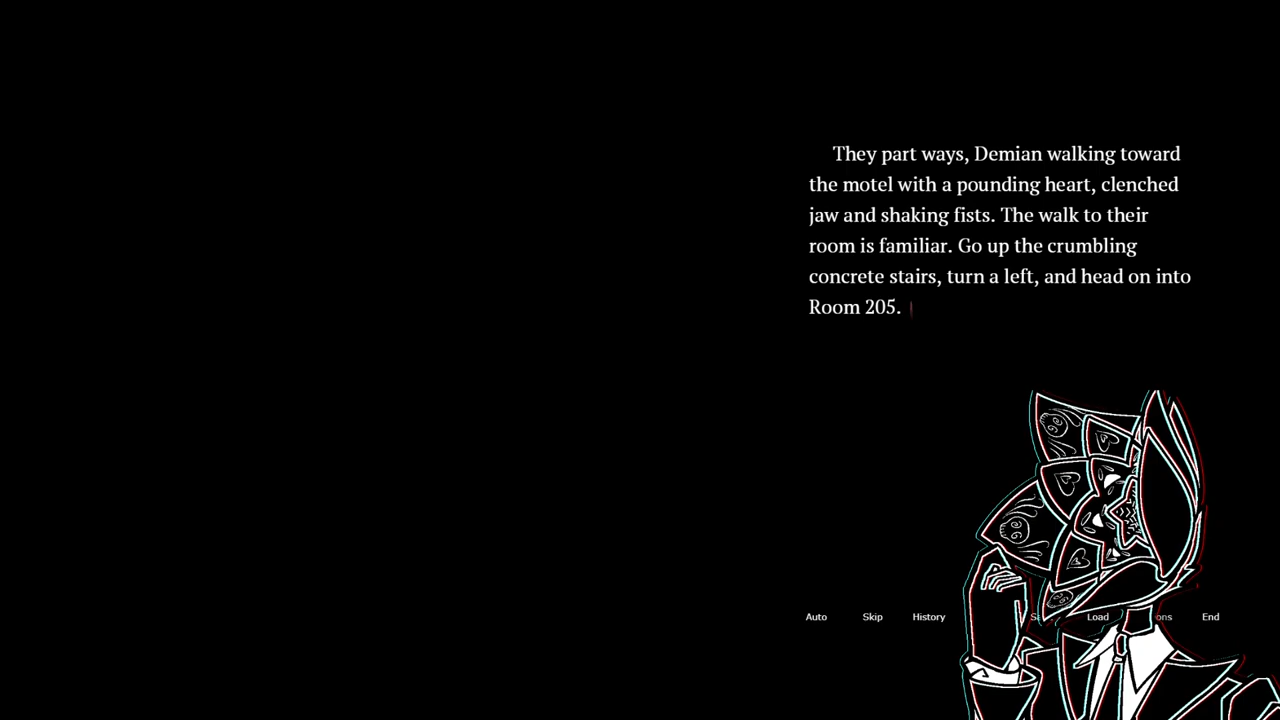 They part ways, Demian walking toward
the motel with a pounding heart, clenched
jaw and shaking fists. The walk to their
room is familiar. Go up the crumbling
concrete stairs, turn a left, and head on into
Room 205.
Auto Skip History Load End